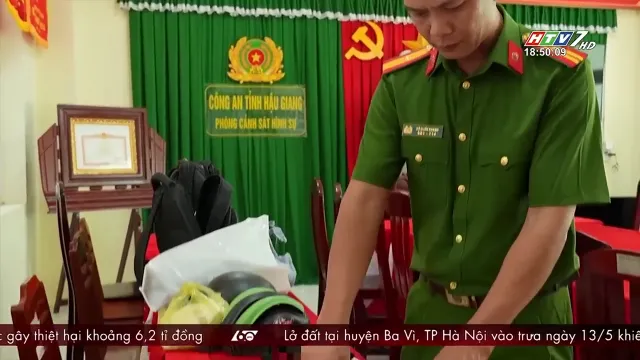 HTV7 HD
18:50:09
CÔNG AN TỈNH HẬU GIANG
PHÒNG CẢNH SÁT HÌNH SỰ
gây thiệt hại khoảng 6,2 tỉ đồng
Lở đất tại huyện Ba Vì, TP Hà Nội vào trưa ngày 13/5 khiế